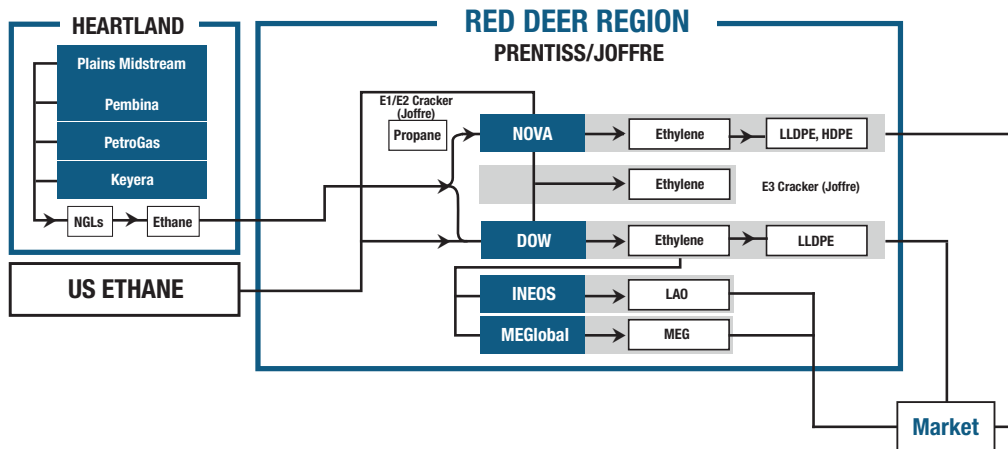 HEARTLAND
Plains Midstream
Pembina
PetroGas
Keyera
NGLs
Ethane
US ETHANE
RED DEER REGION
PRENTISS/JOFFRE
E1/E2 Cracker
(Joffre)
Propane
NOVA
Ethylene
LLDPE, HDPE
Ethylene
E3 Cracker (Joffre)
DOW
Ethylene
LLDPE
INEOS
LAO
MEGlobal
MEG
Market